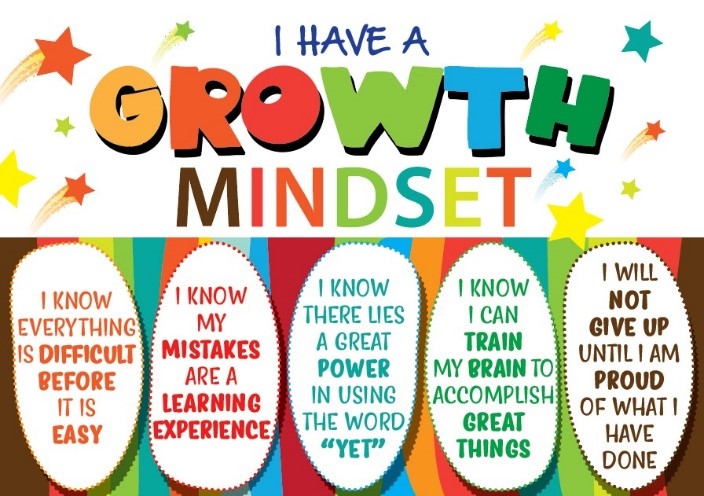 I HAVE A
GROWTH
MINDSET
I KNOW
EVERYTHING
IS DIFFICULT
BEFORE
IT IS
EASY
I KNOW
MY
MISTAKES
ARE A
LEARNING
EXPERIENCE
I KNOW
THERE LIES
A GREAT
POWER
IN USING
THE WORD
“YET”
I KNOW
I CAN
TRAIN
MY BRAIN TO
ACCOMPLISH
GREAT
THINGS
I WILL
NOT
GIVE UP
UNTIL I AM
PROUD
OF WHAT I
HAVE
DONE